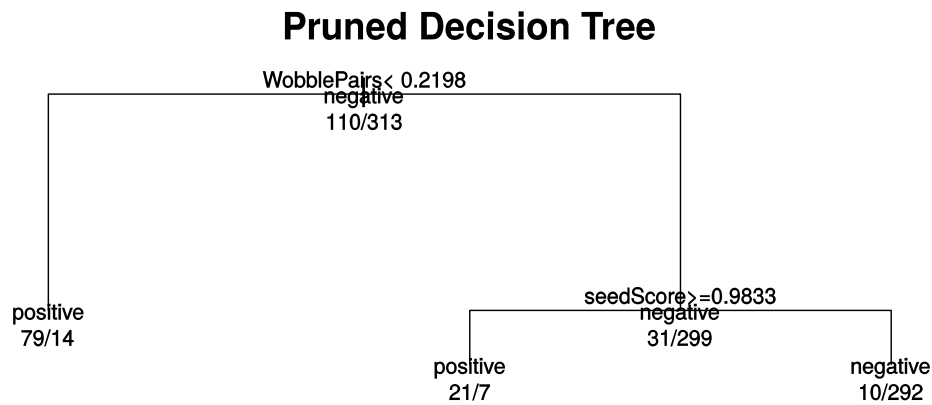 Pruned Decision Tree
WobblePairs< 0.2198
negative
110/313
positive
79/14
seedScore>=0.9833
negative
31/299
positive
21/7
negative
10/292